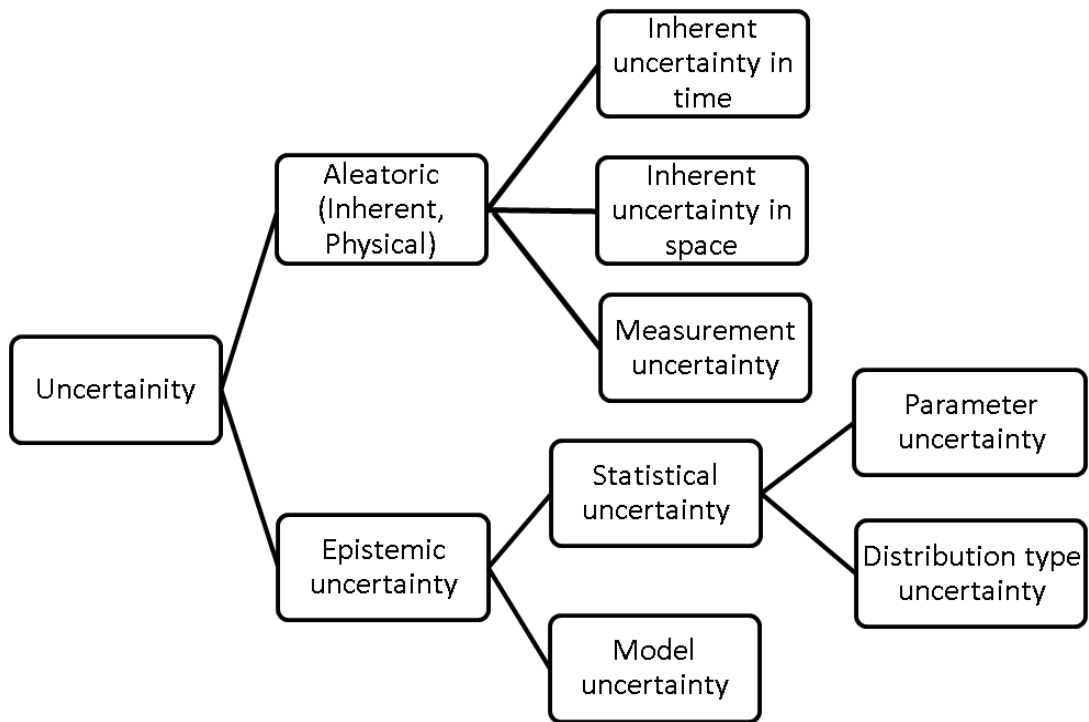 Inherent
uncertainty in
time
Aleatoric
(Inherent,
Physical)
Inherent
uncertainty in
space
Measurement
uncertainty
Uncertainity
Parameter
uncertainty
Statistical
uncertainty
Epistemic
uncertainty
Distribution type
uncertainty
Model
uncertainty